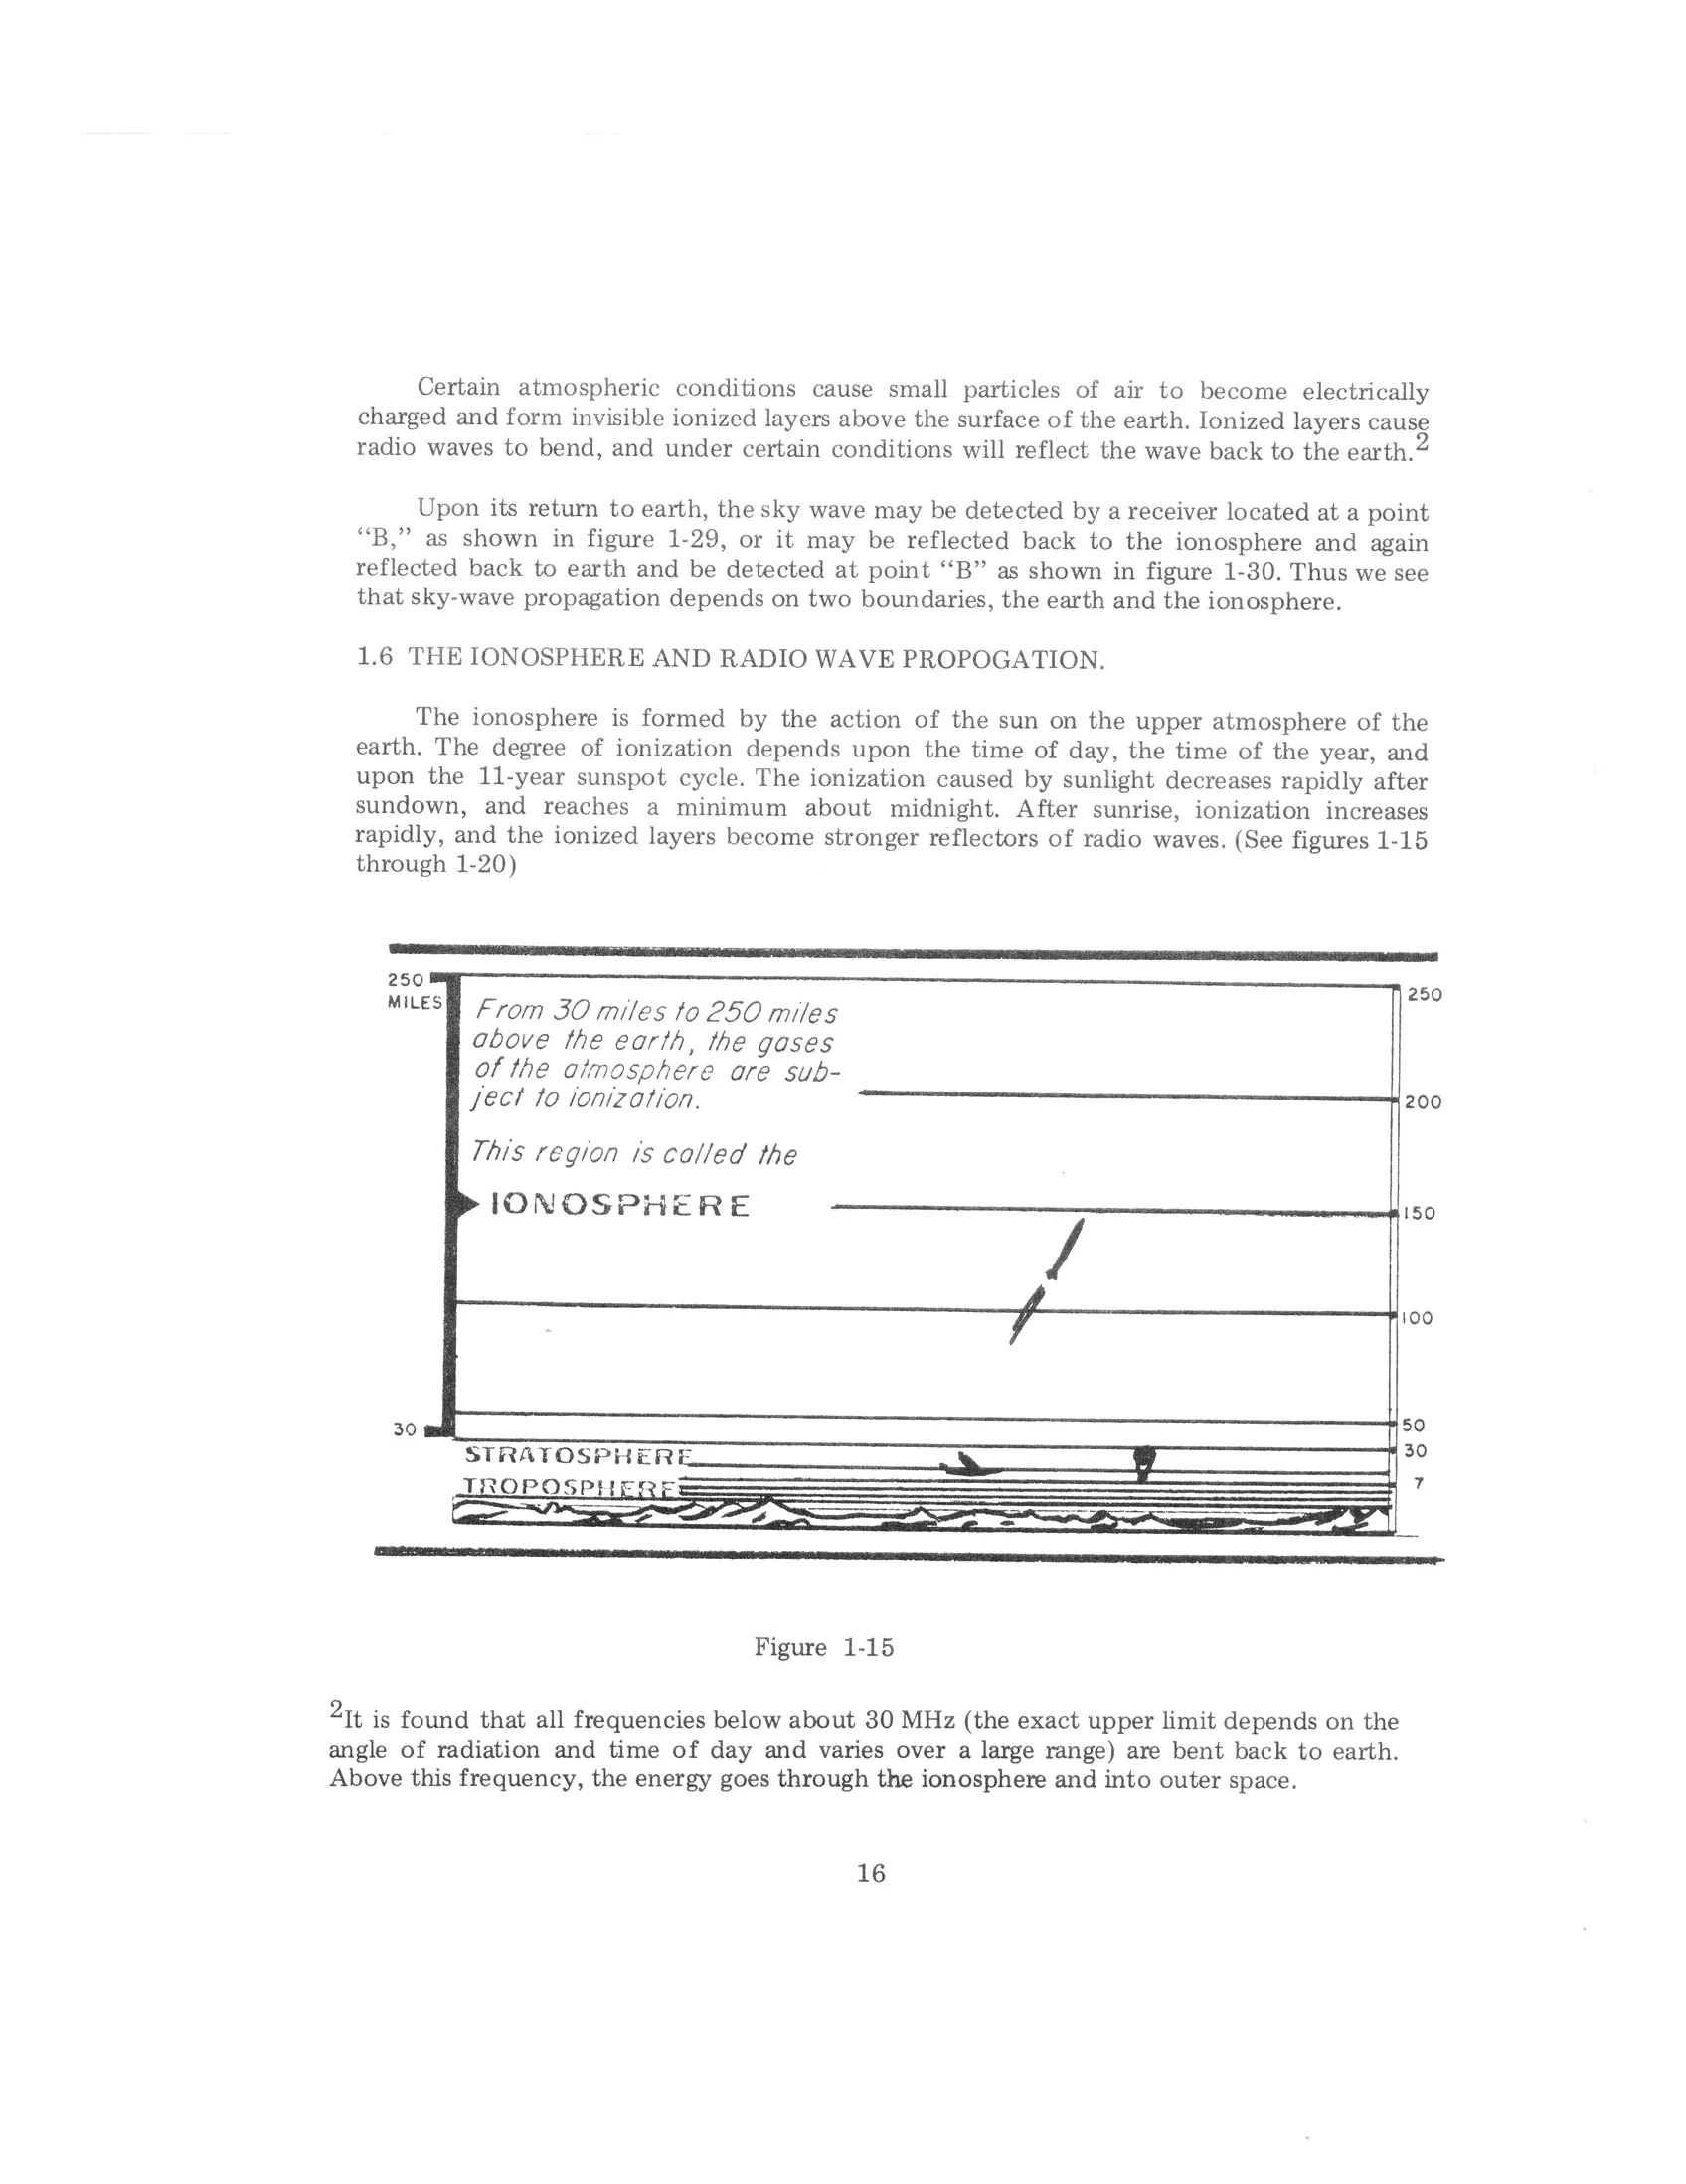 Certain atmospheric conditions cause small particles of air to become electrically
charged and form invisible ionized layers above the surface of the earth. Ionized layers cause
radio waves to bend, and under certain conditions will reflect the wave back to the earth.2
Upon its return to earth, the sky wave may be detected by a receiver located at a point
“B,” as shown in figure 1-29, or it may be reflected back to the ionosphere and again
reflected back to earth and be detected at point “B” as shown in figure 1-30. Thus we see
that sky-wave propagation depends on two boundaries, the earth and the ionosphere.
1.6 THE IONOSPHERE AND RADIO WAVE PROPOGATION.
The ionosphere is formed by the action of the sun on the upper atmosphere of the
earth. The degree of ionization depends upon the time of day, the time of the year, and
upon the 11-year sunspot cycle. The ionization caused by sunlight decreases rapidly after
sundown, and reaches a minimum about midnight. After sunrise, ionization increases
rapidly, and the ionized layers become stronger reflectors of radio waves. (See figures 1-15
through 1-20)
250
MILES
250
From 30 miles to 250 miles
above the earth, the gases
of the atmosphere are sub-
ject to ionization.
200
This region is called the
IONOSPHERE
150
100
50
30
30
STRATOSPHERE
7
TROPOSPHERE
Figure 1-15
2It is found that all frequencies below about 30 MHz (the exact upper limit depends on the
angle of radiation and time of day and varies over a large range) are bent back to earth.
Above this frequency, the energy goes through the ionosphere and into outer space.
16